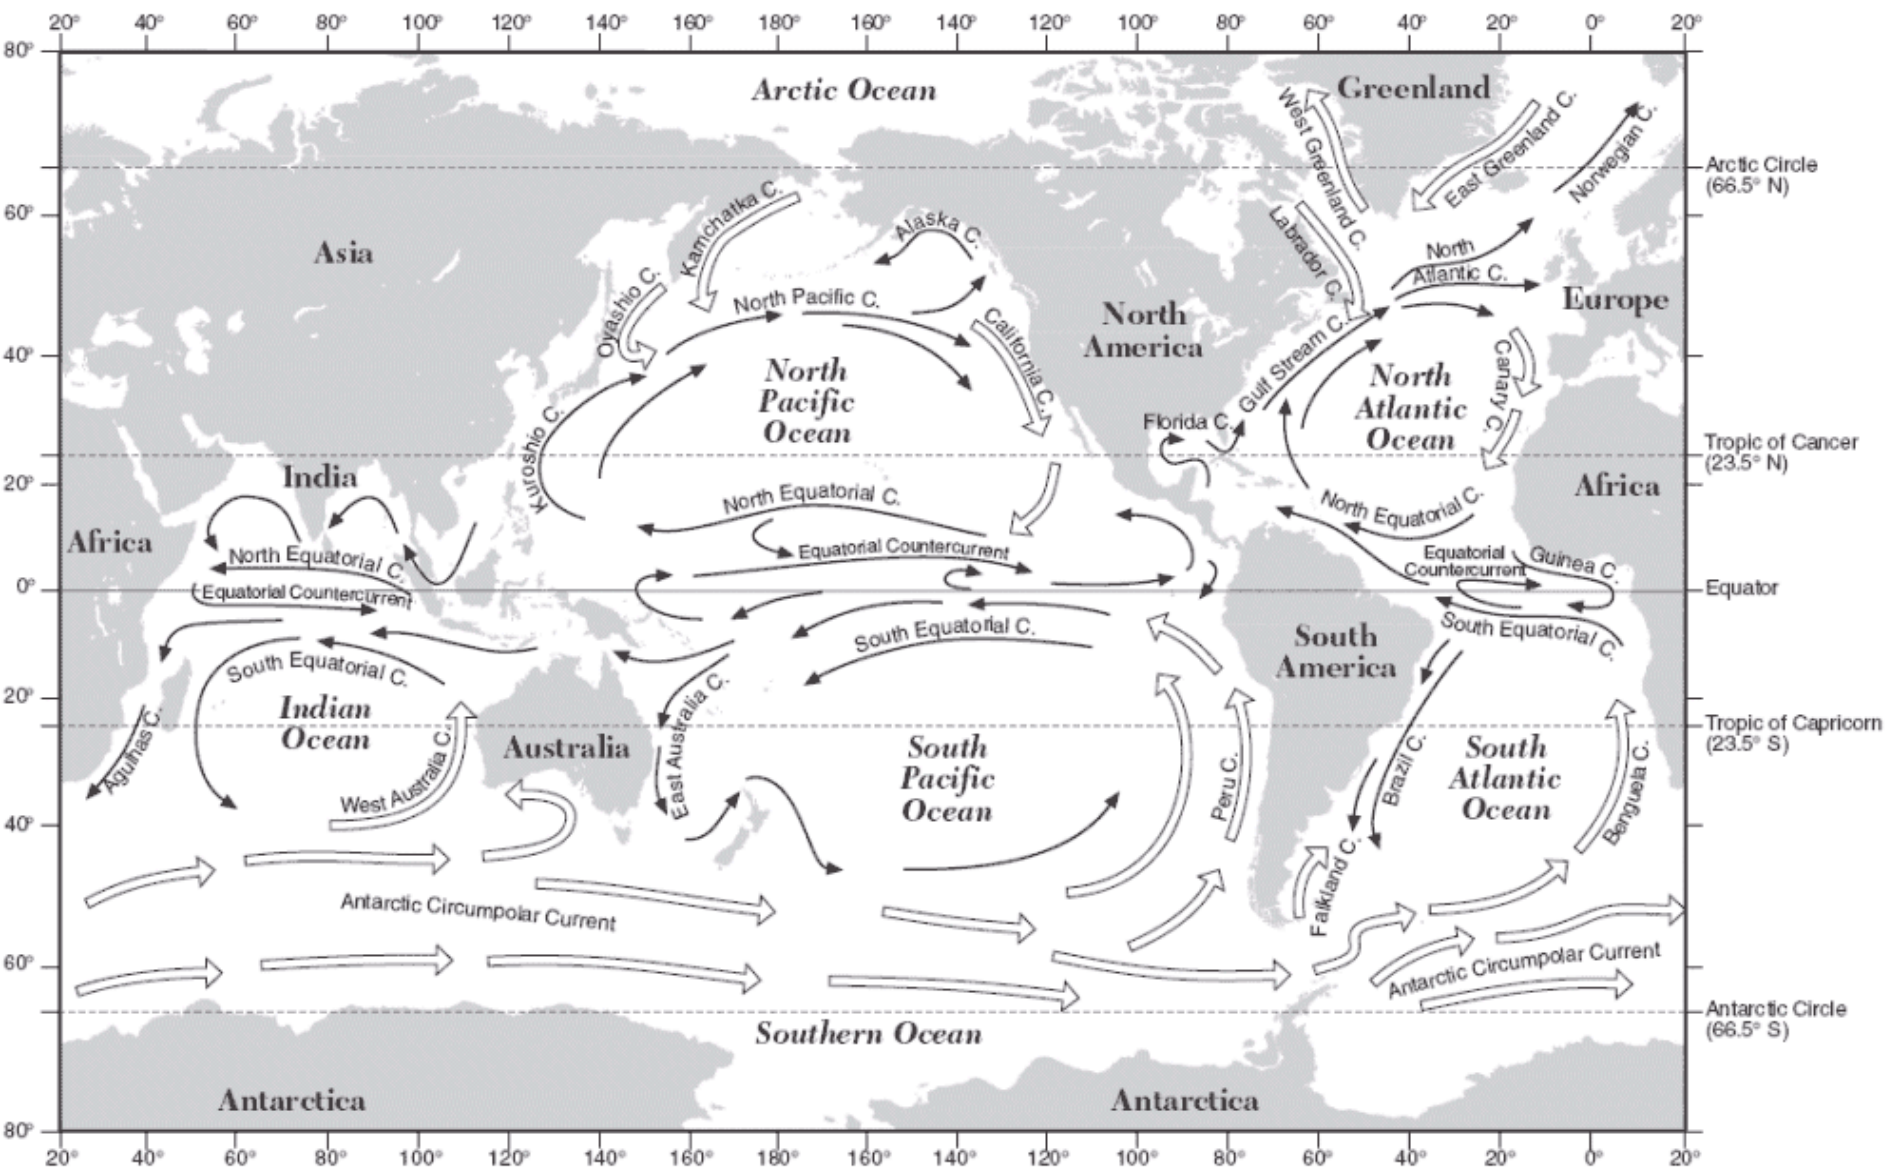 20° 40° 60° 80° 100° 120° 140° 160° 180° 160° 140° 120° 100° 80° 60° 40° 20° 0° 20°
80°
Arctic Ocean
Greenland
West Greenland C.
East Greenland C.
Norwegian C.
Arctic Circle
(66.5° N)
60°
Kamchatka C.
Alaska C.
Labrador C.
North
Atlantic C.
Asia
Oyashio C.
North Pacific C.
California C.
North
America
Europe
Gulf Stream C.
Canary C.
40°
North
Pacific
Ocean
North
Atlantic
Ocean
Kuroshio C.
Florida C.
Tropic of Cancer
(23.5° N)
20°
India
North Equatorial C.
North Equatorial C.
Africa
Africa
North Equatorial C.
Equatorial Countercurrent
Equatorial
Countercurrent
Guinea C.
0°
Equatorial Countercurrent
Equator
South Equatorial C.
South Equatorial C.
South
America
South Equatorial C.
20°
Indian
Ocean
East Australia C.
Tropic of Capricorn
(23.5° S)
Agulhas C.
West Australia C.
Australia
South
Pacific
Ocean
Peru C.
Brazil C.
South
Atlantic
Ocean
Benguela C.
40°
Falkland C.
Antarctic Circumpolar Current
Antarctic Circumpolar Current
60°
Antarctic Circle
(66.5° S)
Southern Ocean
Antarctica
Antarctica
80°
20° 40° 60° 80° 100° 120° 140° 160° 180° 160° 140° 120° 100° 80° 60° 40° 20° 0° 20°